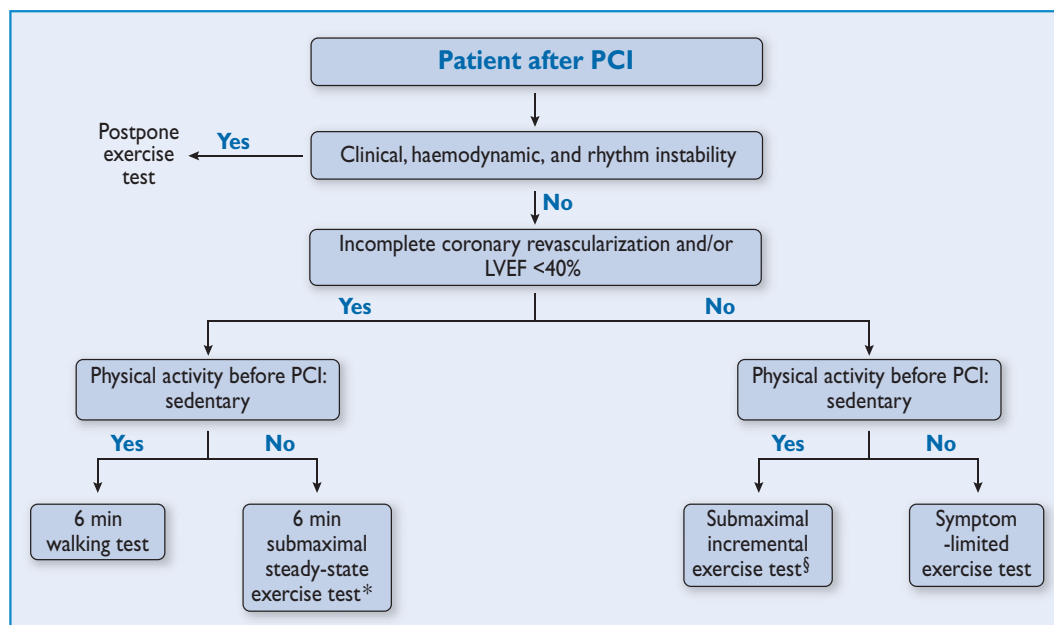 Patient after PCI
Postpone
exercise
test
Yes
Clinical, haemodynamic, and rhythm instability
No
Incomplete coronary revascularization and/or
LVEF <40%
Yes
No
Physical activity before PCI:
sedentary
Physical activity before PCI:
sedentary
Yes
No
Yes
No
6 min
walking test
6 min
submaximal
steady-state
exercise test*
Submaximal
incremental
exercise test§
Symptom
-limited
exercise test